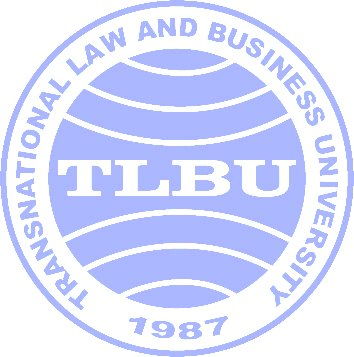 TRANSNATIONAL LAW AND BUSINESS UNIVERSITY
TLBU
1987